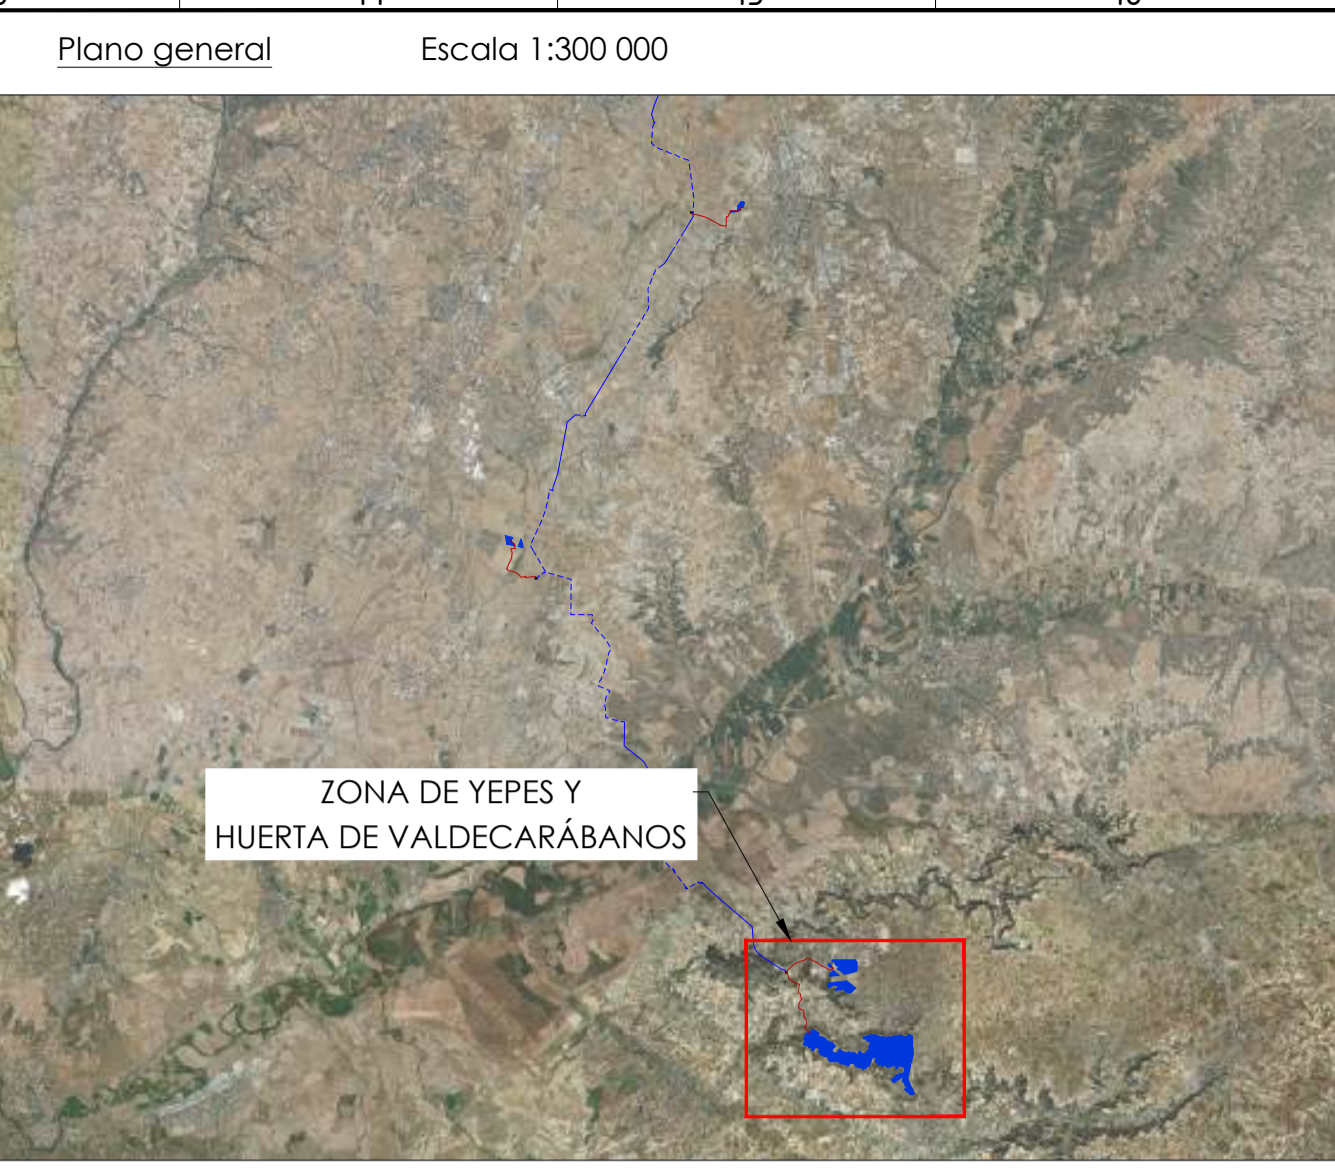 Plano general
Escala 1:300 000
ZONA DE YEPES Y
HUERTA DE VALDECARÁBANOS